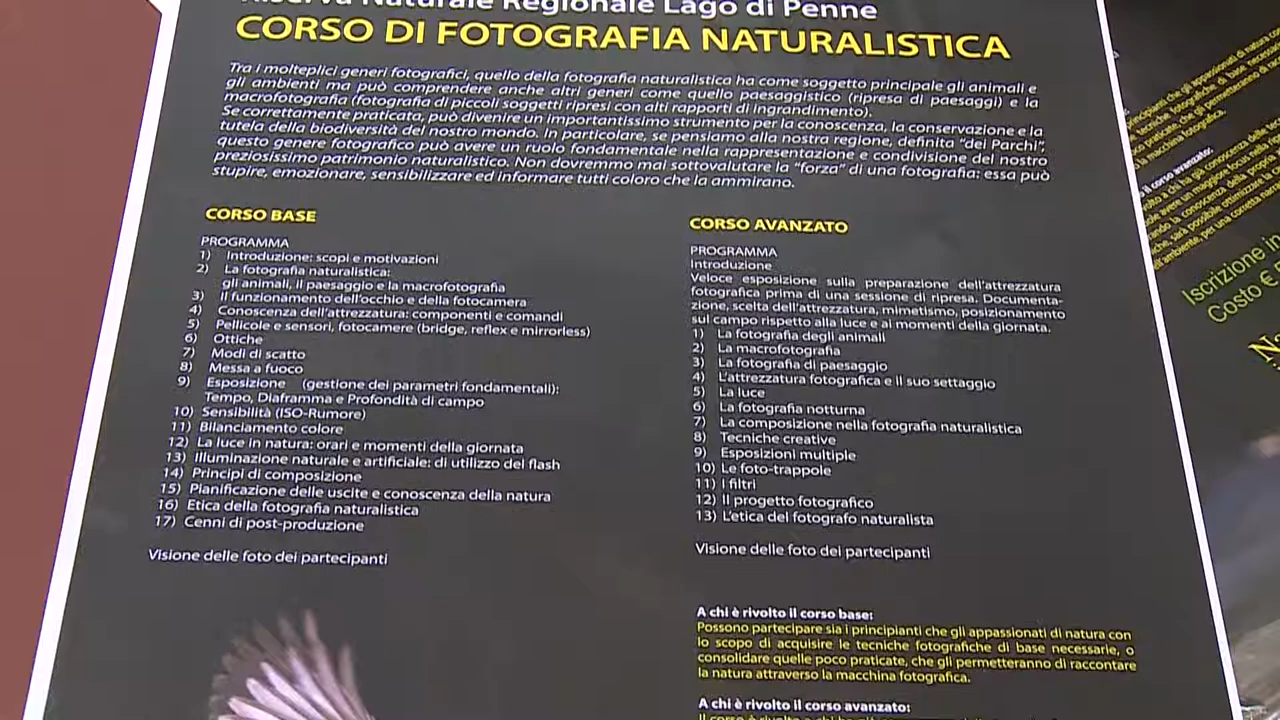 Riserva Naturale Regionale Lago di Penne
CORSO DI FOTOGRAFIA NATURALISTICA
Tra i molteplici generi fotografici, quello della fotografia naturalistica ha come soggetto principale gli animali e
gli ambienti ma può comprendere anche altri generi come quello paesaggistico (ripresa di paesaggi) e la
macrofotografia (fotografia di piccoli soggetti ripresi con alti rapporti di ingrandimento).
Se correttamente praticata, può divenire un importantissimo strumento per la conoscenza, la conservazione e la
tutela della biodiversità del nostro mondo. In particolare, se pensiamo alla nostra regione, definita "dei Parchi",
questo genere fotografico può avere un ruolo fondamentale nella rappresentazione e condivisione del nostro
preziosissimo patrimonio naturalistico. Non dovremmo mai sottovalutare la "forza" di una fotografia: essa può
stupire, emozionare, sensibilizzare ed informare tutti coloro che la ammirano.
CORSO BASE
PROGRAMMA
1) Introduzione: scopi e motivazioni
2) La fotografia naturalistica:
gli animali, il paesaggio e la macrofotografia
3) Il funzionamento dell'occhio e della fotocamera
4) Conoscenza dell'attrezzatura: componenti e comandi
5) Pellicole e sensori, fotocamere (bridge, reflex e mirrorless)
6) Ottiche
7) Modi di scatto
8) Messa a fuoco
9) Esposizione (gestione dei parametri fondamentali):
Tempo, Diaframma e Profondità di campo
10) Sensibilità (ISO-Rumore)
11) Bilanciamento colore
12) La luce in natura: orari e momenti della giornata
13) Illuminazione naturale e artificiale: di utilizzo del flash
14) Principi di composizione
15) Pianificazione delle uscite e conoscenza della natura
16) Etica della fotografia naturalistica
17) Cenni di post-produzione
Visione delle foto dei partecipanti
CORSO AVANZATO
PROGRAMMA
Introduzione
Veloce esposizione sulla preparazione dell'attrezzatura
fotografica prima di una sessione di ripresa. Documenta-
zione, scelta dell'attrezzatura, mimetismo, posizionamento
sul campo rispetto alla luce e ai momenti della giornata.
1) La fotografia degli animali
2) La macrofotografia
3) La fotografia di paesaggio
4) L'attrezzatura fotografica e il suo settaggio
5) La luce
6) La fotografia notturna
7) La composizione nella fotografia naturalistica
8) Tecniche creative
9) Esposizioni multiple
10) Le foto-trappole
11) I filtri
12) Il progetto fotografico
13) L'etica del fotografo naturalista
Visione delle foto dei partecipanti
A chi è rivolto il corso base:
Possono partecipare sia i principianti che gli appassionati di natura con
lo scopo di acquisire le tecniche fotografiche di base necessarie, o
consolidare quelle poco praticate, che gli permetteranno di raccontare
la natura attraverso la macchina fotografica.
A chi è rivolto il corso avanzato:
Iscrizione in
Costo €